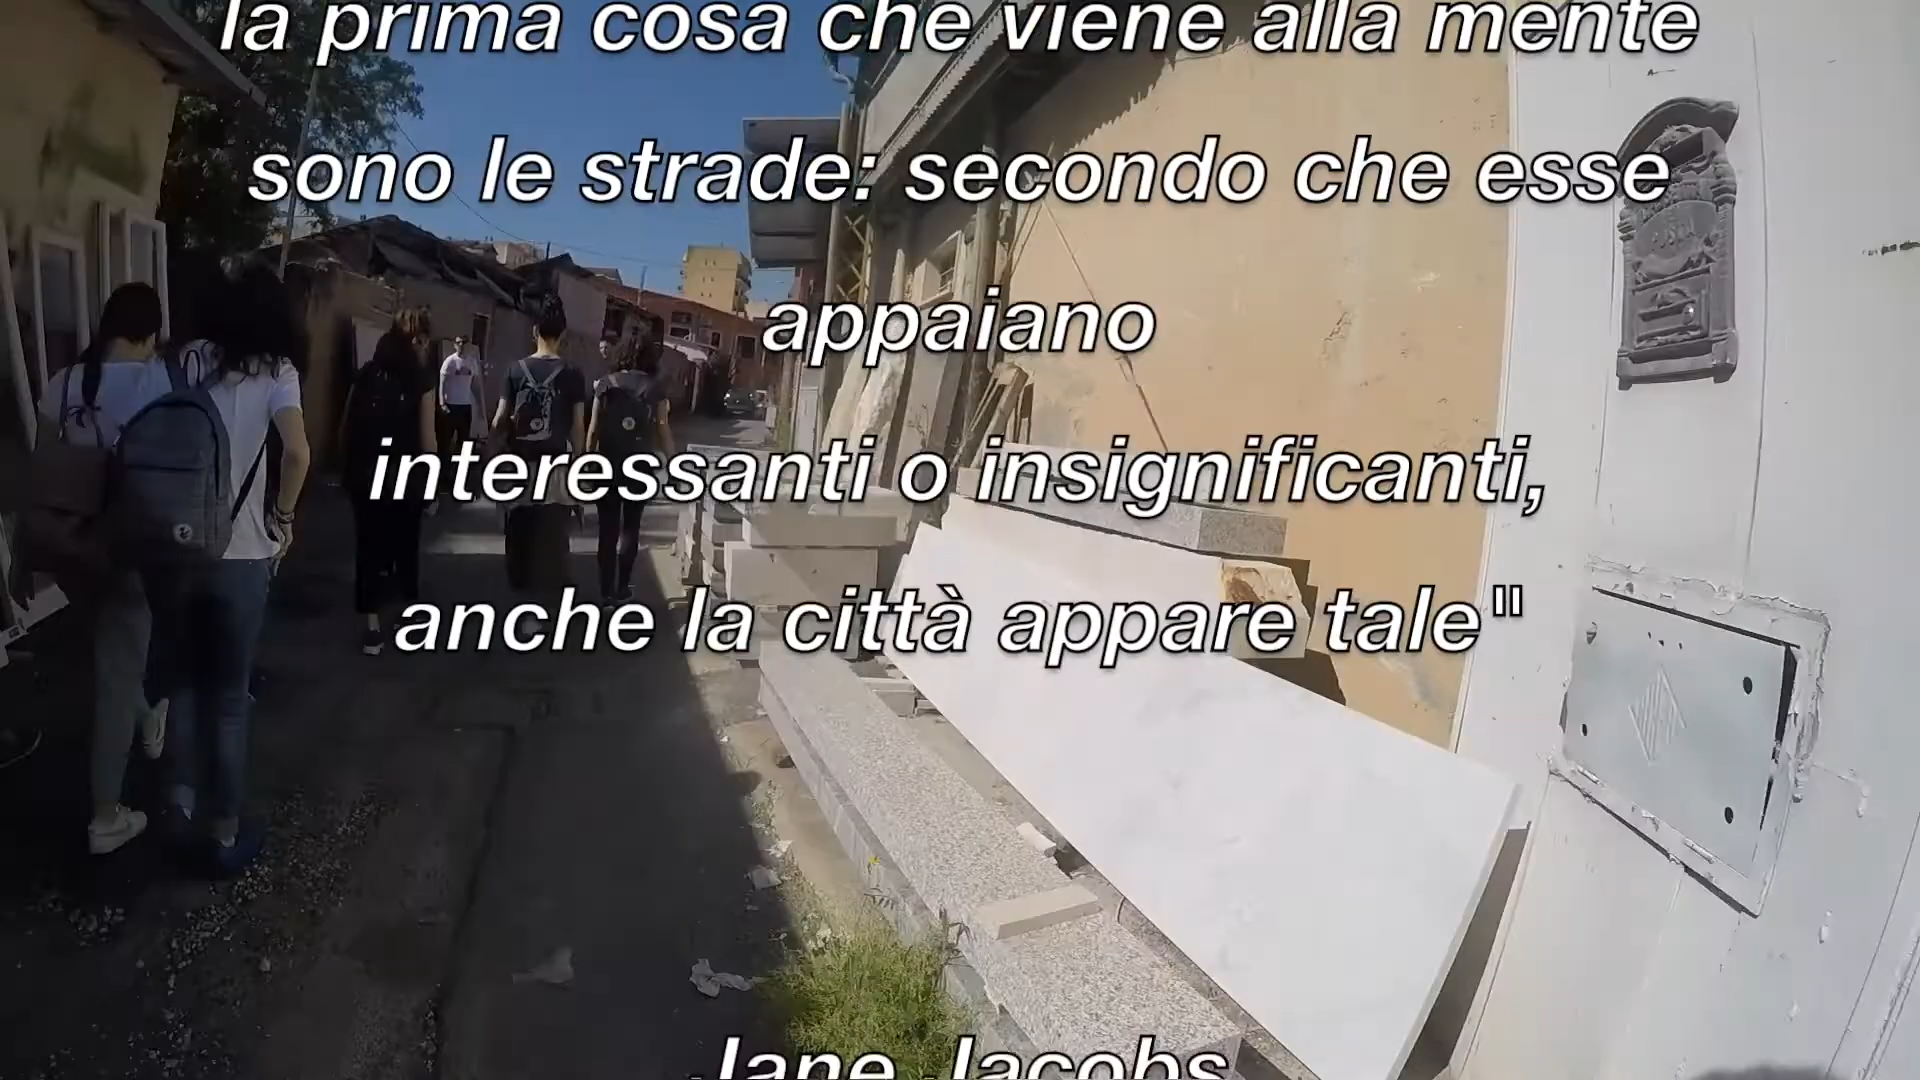 la prima cosa che viene alla mente
sono le strade: secondo che esse
appaiano
interessanti o insignificanti,
anche la città appare tale"
Jane Jacobs